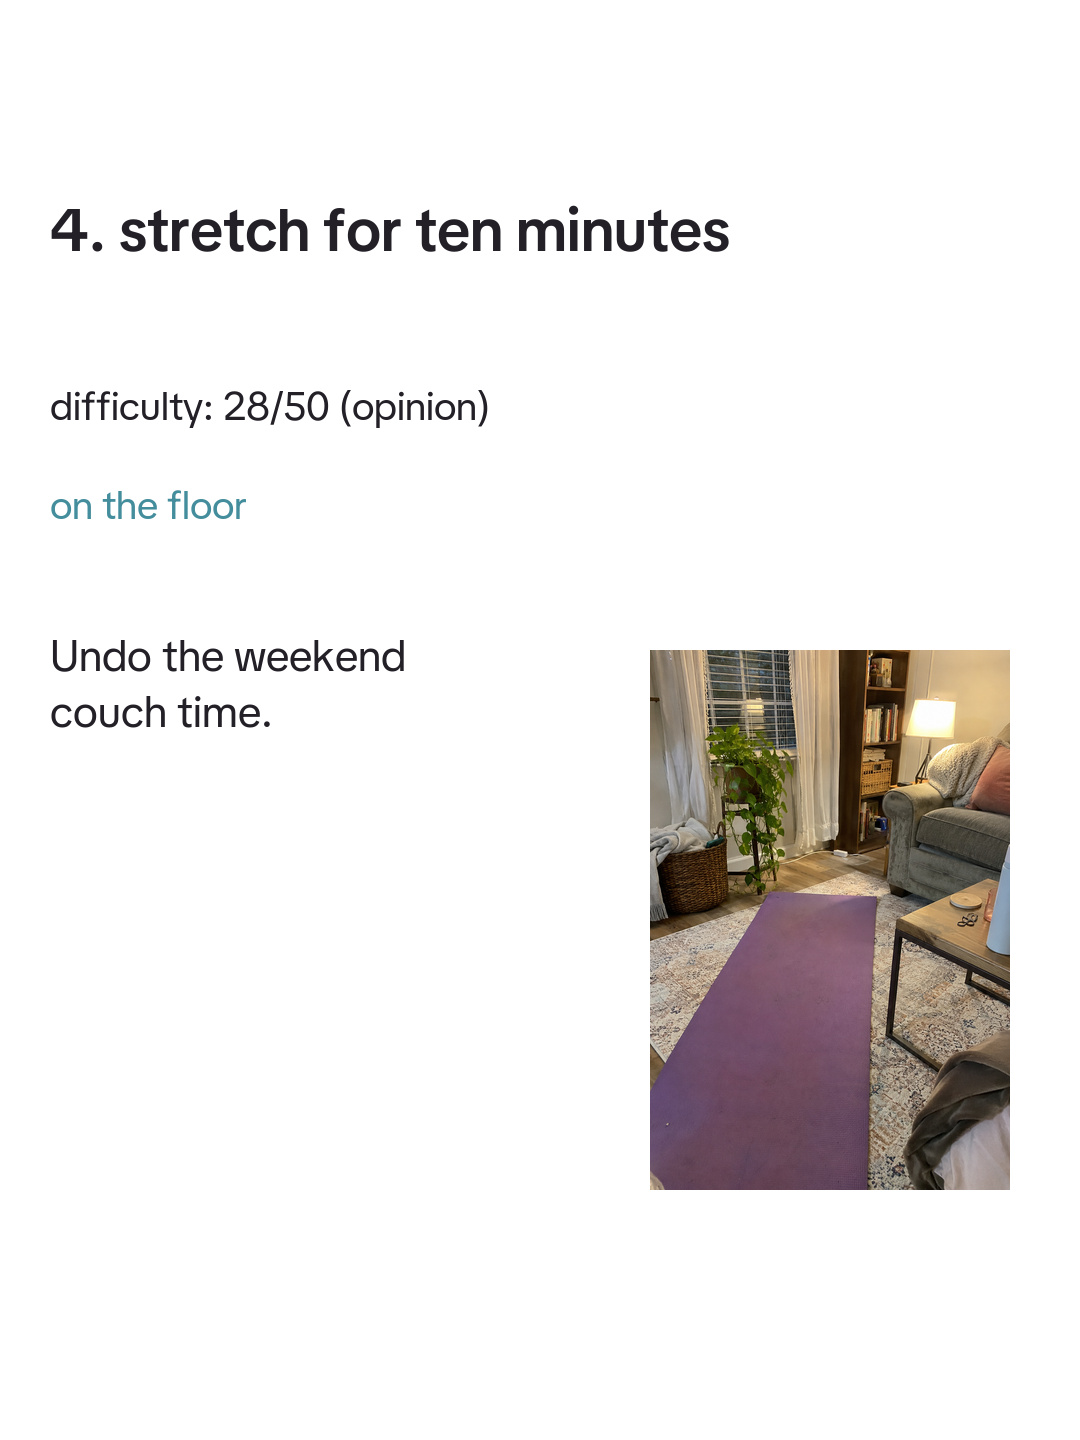 4. stretch for ten minutes
difficulty: 28/50 (opinion)
on the floor
Undo the weekend
couch time.